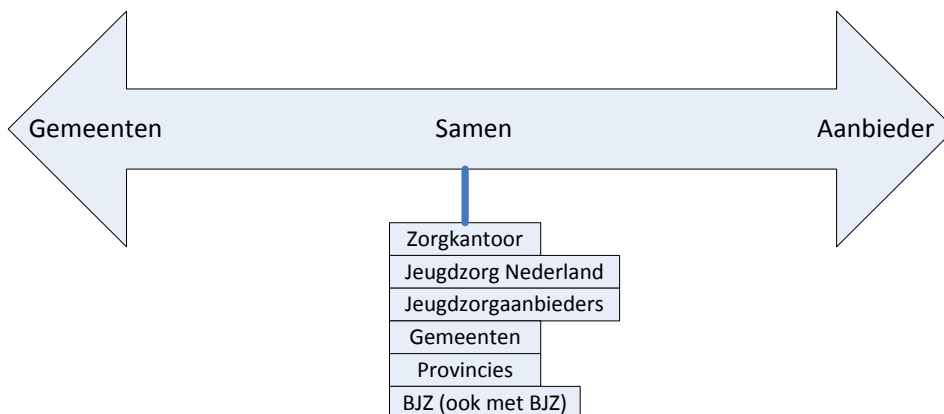 Gemeenten Samen Aanbieder
Zorgkantoor
Jeugdzorg Nederland
Jeugdzorgaanbieders
Gemeenten
Provincies
BJZ (ook met BJZ)